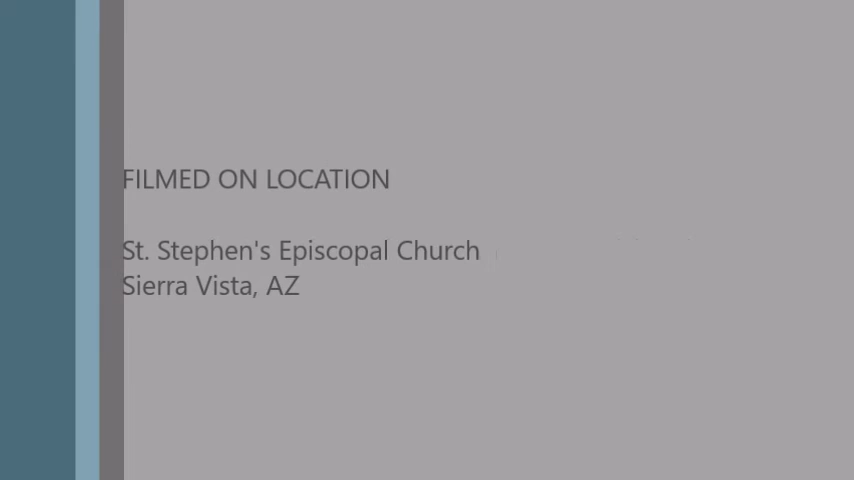 FILMED ON LOCATION
St. Stephen's Episcopal Church
Sierra Vista, AZ